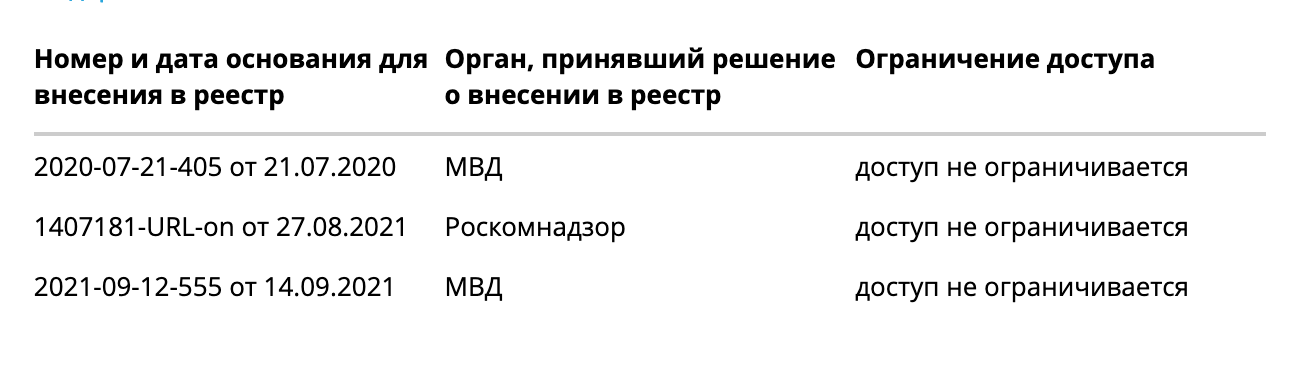 Номер и дата основания для внесения в реестр
Орган, принявший решение о внесении в реестр
Ограничение доступа
2020-07-21-405 от 21.07.2020 МВД доступ не ограничивается
1407181-URL-on от 27.08.2021 Роскомнадзор доступ не ограничивается
2021-09-12-555 от 14.09.2021 МВД доступ не ограничивается